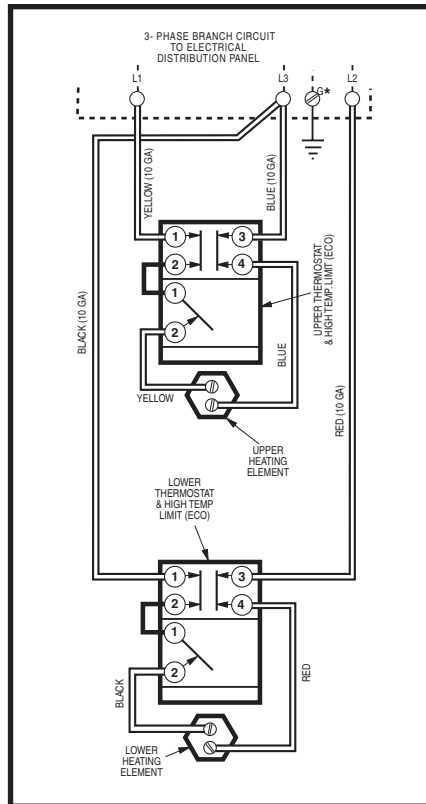 3- PHASE BRANCH CIRCUIT
TO ELECTRICAL
DISTRIBUTION PANEL
L1
L3
G*
L2
YELLOW (10 GA)
BLUE (10 GA)
1
3
2
4
1
2
UPPER THERMOSTAT
& HIGH TEMP. LIMIT (ECO)
BLACK (10 GA)
BLUE
RED (10 GA)
YELLOW
UPPER
HEATING
ELEMENT
LOWER
THERMOSTAT
& HIGH TEMP
LIMIT (ECO)
1
3
2
4
1
2
BLACK
RED
LOWER
HEATING
ELEMENT